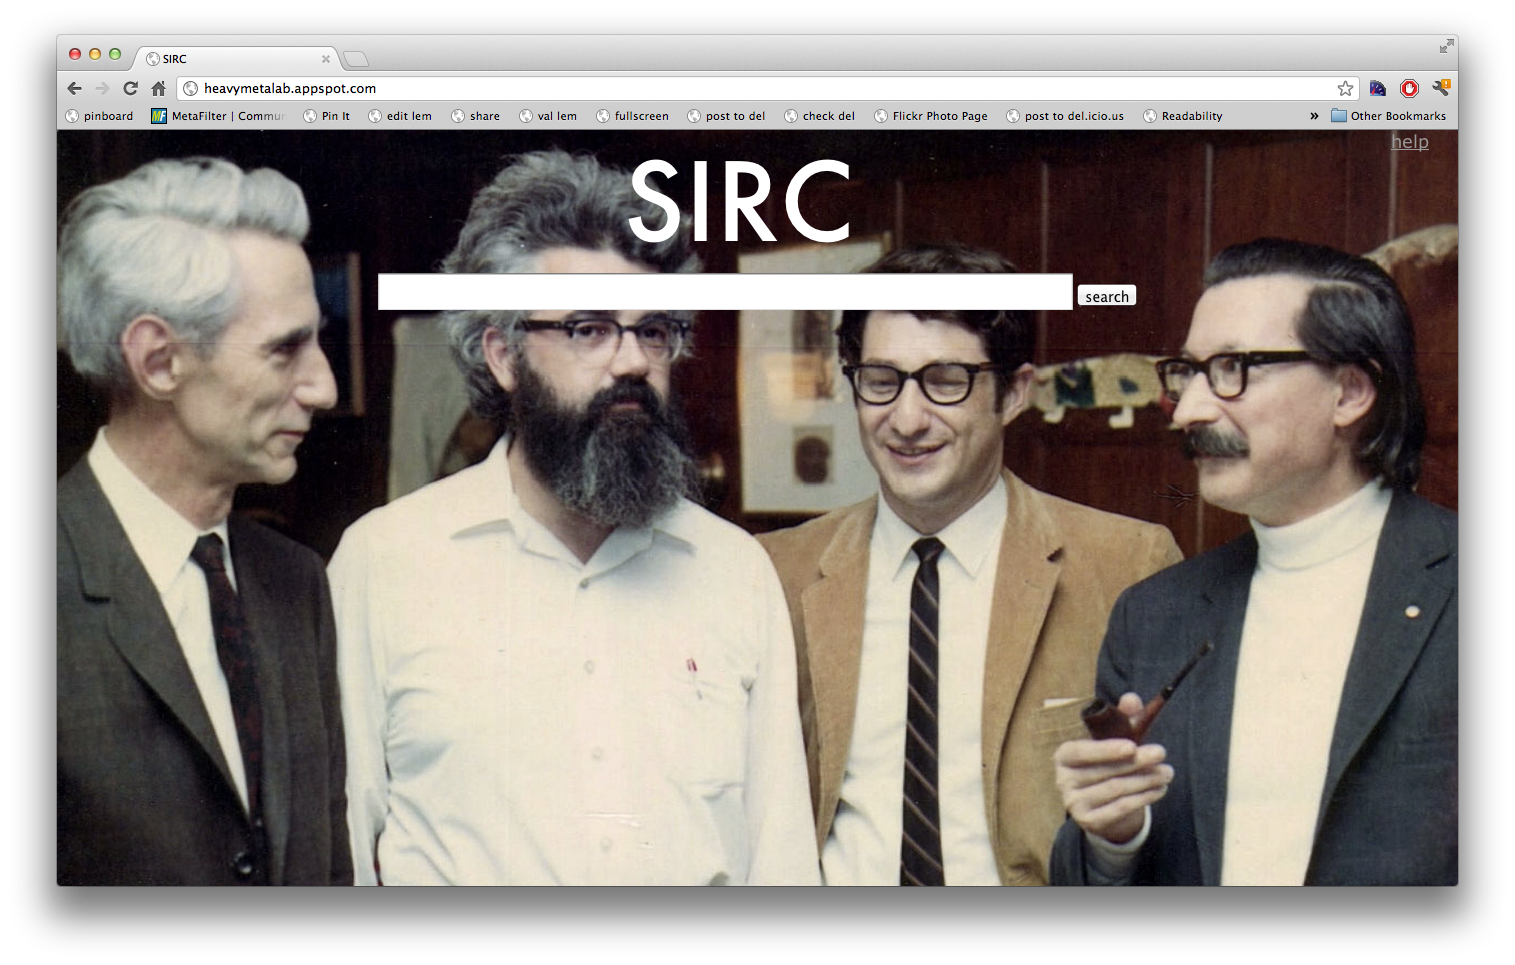 SIRC
heavymetalab.appspot.com
pinboard MetaFilter | Commun Pin It edit lem share val lem fullscreen post to del check del Flickr Photo Page post to del.icio.us Readability » Other Bookmarks
help
SIRC
search